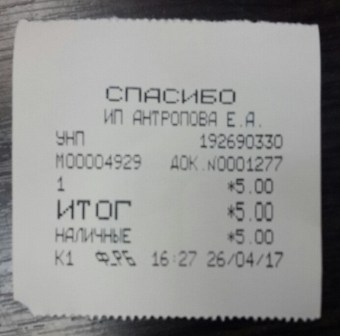 СПАСИБО
ИП АНТРОПОВА Е.А.
УНП 192690330
М00004929 ДОК.N0001277
1 *5.00
ИТОГ *5.00
НАЛИЧНЫЕ *5.00
К1 Ф_РБ 16:27 26/04/17